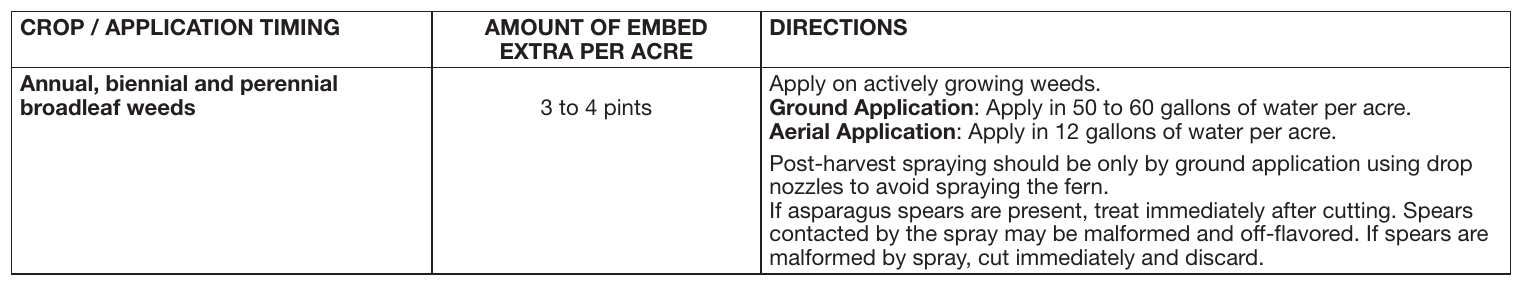 CROP / APPLICATION TIMING
AMOUNT OF EMBED
EXTRA PER ACRE
DIRECTIONS
Annual, biennial and perennial
broadleaf weeds
3 to 4 pints
Apply on actively growing weeds.
Ground Application: Apply in 50 to 60 gallons of water per acre.
Aerial Application: Apply in 12 gallons of water per acre.
Post-harvest spraying should be only by ground application using drop
nozzles to avoid spraying the fern.
If asparagus spears are present, treat immediately after cutting. Spears
contacted by the spray may be malformed and off-flavored. If spears are
malformed by spray, cut immediately and discard.